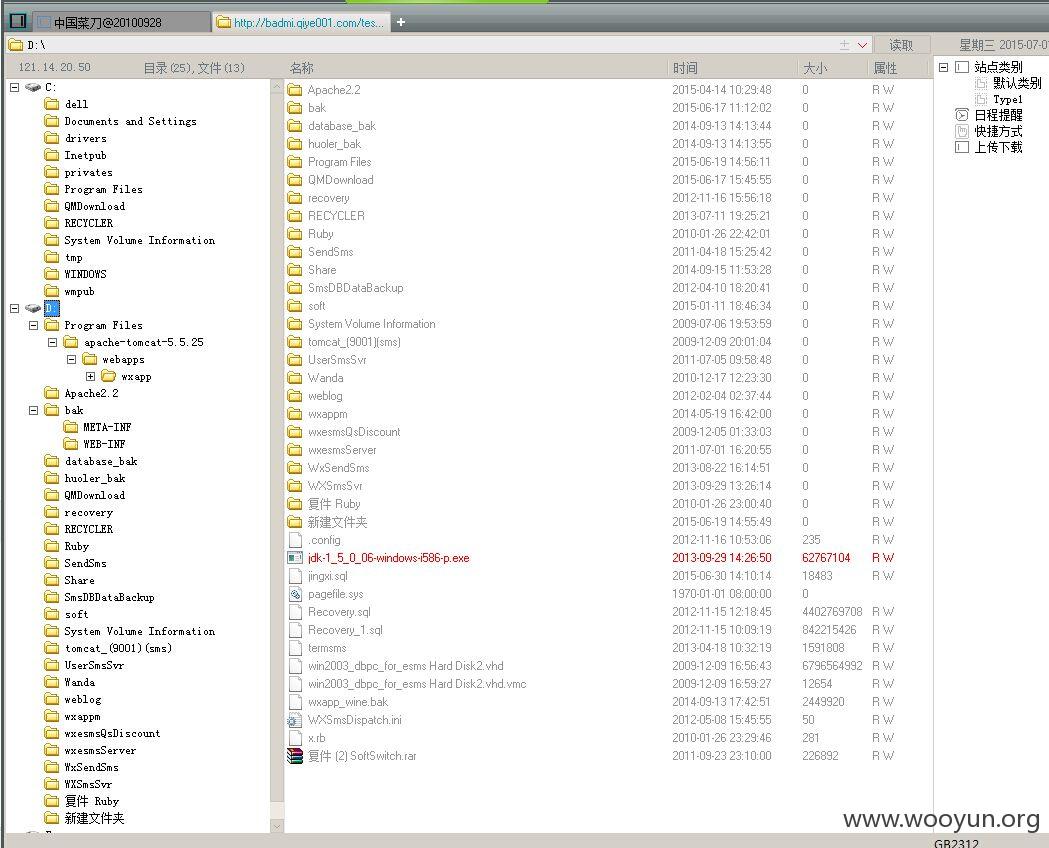 中国菜刀@20100928 http://badmi.qiye001.com/tes... +
D:\ 读取 星期三 2015-07-01
121.14.20.50 目录(25),文件(13) 名称 时间 大小 属性
C:
dell
Documents and Settings
drivers
Inetpub
privates
Program Files
QMDownload
RECYCLER
System Volume Information
tmp
WINDOWS
wmpub
D:
Program Files
apache-tomcat-5.5.25
webapps
wxapp
Apache2.2
bak
META-INF
WEB-INF
database_bak
huoler_bak
QMDownload
recovery
RECYCLER
Ruby
SendSms
Share
SmsDBDataBackup
soft
System Volume Information
tomcat_(9001)(sms)
UserSmsSvr
Wanda
weblog
wxappm
wxesmsQsDiscount
wxesmsServer
WxSendSms
WXSmsSvr
复件 Ruby
新建文件夹
Apache2.2 2015-04-14 10:29:48 0 R W
bak 2015-06-17 11:12:02 0 R W
database_bak 2014-09-13 14:13:44 0 R W
huoler_bak 2014-09-13 14:13:55 0 R W
Program Files 2015-06-19 14:56:11 0 R W
QMDownload 2015-06-17 15:45:55 0 R W
recovery 2012-11-16 15:56:18 0 R W
RECYCLER 2013-07-11 19:25:21 0 R W
Ruby 2010-01-26 22:42:01 0 R W
SendSms 2011-04-18 15:25:42 0 R W
Share 2014-09-15 11:53:28 0 R W
SmsDBDataBackup 2012-04-10 18:20:41 0 R W
soft 2015-01-11 18:46:34 0 R W
System Volume Information 2009-07-06 19:53:59 0 R W
tomcat_(9001)(sms) 2009-12-09 20:01:04 0 R W
UserSmsSvr 2011-07-05 09:58:48 0 R W
Wanda 2010-12-17 12:23:30 0 R W
weblog 2012-02-04 02:37:44 0 R W
wxappm 2014-05-19 16:42:00 0 R W
wxesmsQsDiscount 2009-12-05 01:33:03 0 R W
wxesmsServer 2011-07-01 16:20:55 0 R W
WxSendSms 2013-08-22 16:14:51 0 R W
WXSmsSvr 2013-09-29 13:26:14 0 R W
复件 Ruby 2010-01-26 23:00:40 0 R W
新建文件夹 2015-06-19 14:55:49 0 R W
.config 2012-11-16 10:53:06 235 R W
jdk-1_5_0_06-windows-i586-p.exe 2013-09-29 14:26:50 62767104 R W
jingxi.sql 2015-06-30 14:10:14 18483 R W
pagefile.sys 1970-01-01 08:00:00 0
Recovery.sql 2012-11-15 12:18:45 4402769708 R W
Recovery_1.sql 2012-11-15 10:09:19 842215426 R W
termsms 2013-04-18 10:32:19 1591808 R W
win2003_dbpc_for_esms Hard Disk2.vhd 2009-12-09 16:56:43 6796564992 R W
win2003_dbpc_for_esms Hard Disk2.vhd.vmc 2009-12-09 16:59:27 12654 R W
wxapp_wine.bak 2014-09-13 17:42:51 2449920 R W
WXSmsDispatch.ini 2012-05-08 15:45:55 50 R W
x.rb 2010-01-26 23:29:46 281 R W
复件 (2) SoftSwitch.rar 2011-09-23 23:10:00 226892 R W
站点类别
默认类别
Type1
日程提醒
快捷方式
上传下载
www.wooyun.org
GB2312